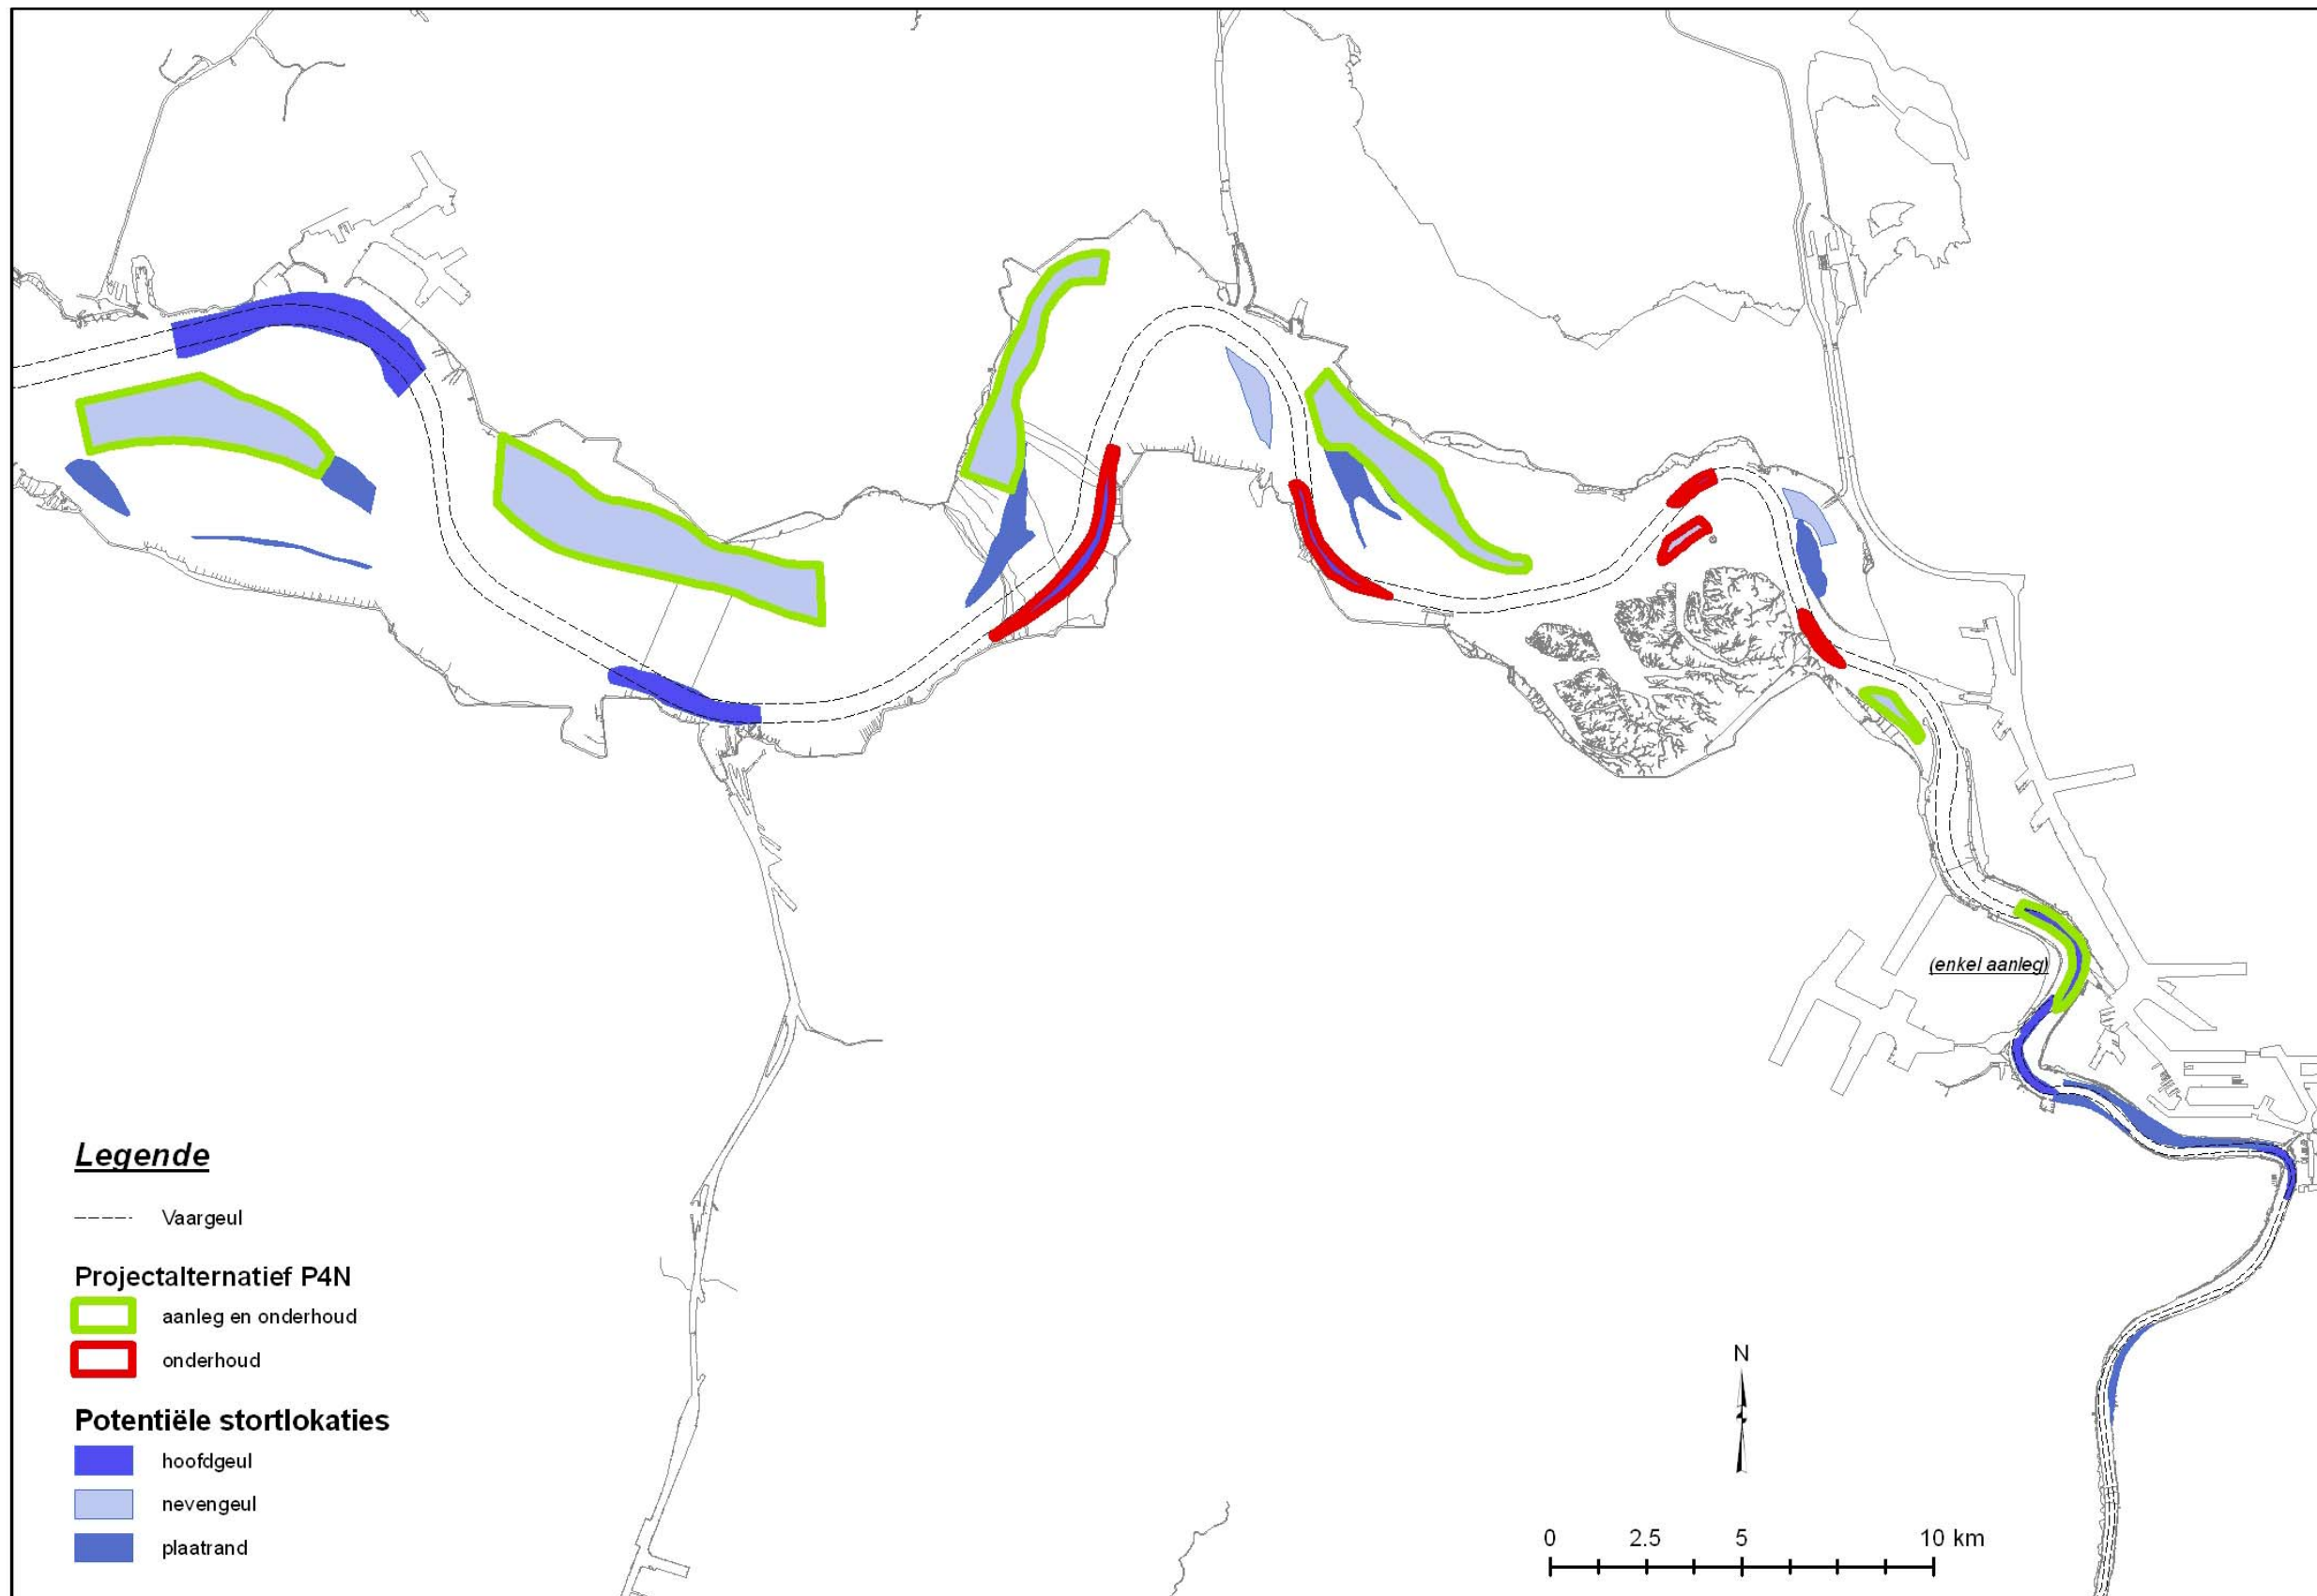 (enkel aanleg)
Legende
Vaargeul
Projectalternatief P4N
aanleg en onderhoud
onderhoud
Potentiële stortlokaties
hoofdgeul
nevengeul
plaatrand
N
0 2.5 5 10 km